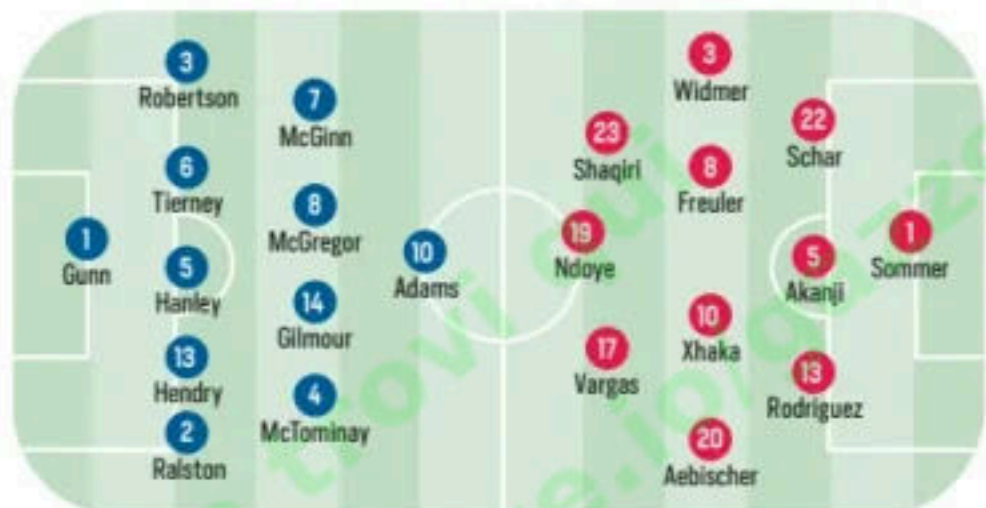 1
Gunn
3
Robertson
6
Tierney
5
Hanley
13
Hendry
2
Ralston
7
McGinn
8
McGregor
14
Gilmour
4
McTominay
10
Adams
19
Ndoye
23
Shaqiri
17
Vargas
3
Widmer
8
Freuler
10
Xhaka
20
Aebischer
22
Schar
5
Akanji
13
Rodriguez
1
Sommer